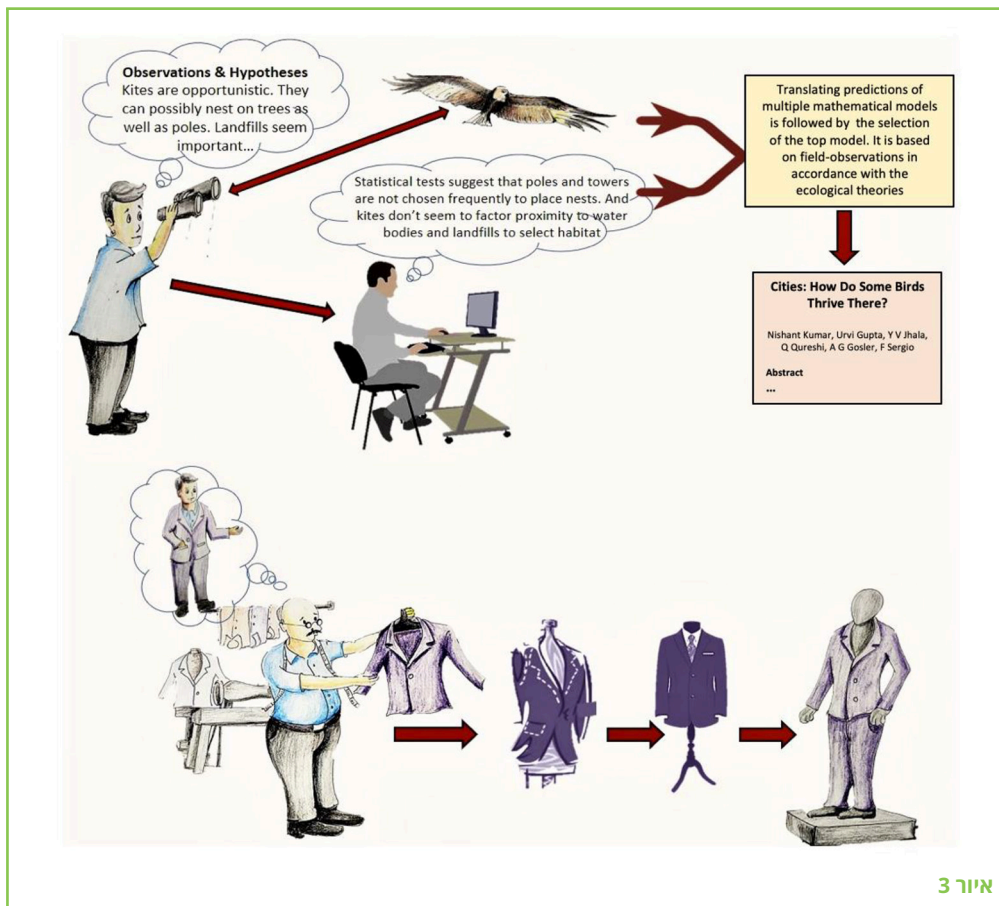 Observations & Hypotheses
Kites are opportunistic. They
can possibly nest on trees as
well as poles. Landfills seem
important...
Statistical tests suggest that poles and towers
are not chosen frequently to place nests. And
kites don't seem to factor proximity to water
bodies and landfills to select habitat
Translating predictions of
multiple mathematical models
is followed by the selection
of the top model. It is based
on field-observations in
accordance with the
ecological theories
Cities: How Do Some Birds
Thrive There?
Nishant Kumar, Urvi Gupta, Y V Jhala,
Q Qureshi, A G Gosler, F Sergio
Abstract
...
איור 3